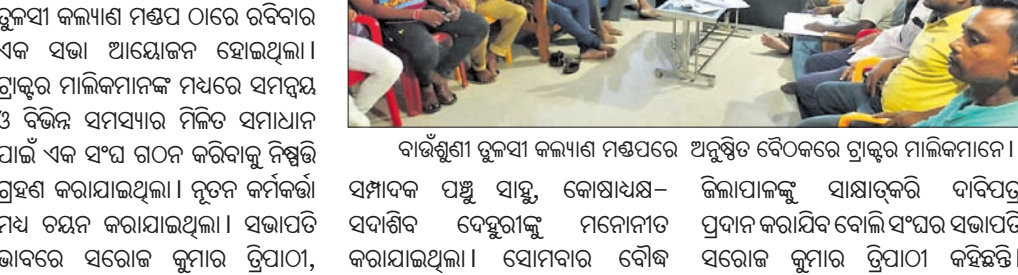 ତୁଳସୀ କଲ୍ୟାଣ ମଣ୍ଡପ ଠାରେ ରବିବାର
ଏକ ସଭା ଆୟୋଜନ ହୋଇଥିଲା।
ଟ୍ରାକ୍ଟର ମାଲିକମାନଙ୍କ ମଧ୍ୟରେ ସମନ୍ୱୟ
ଓ ବିଭିନ୍ନ ସମସ୍ୟାର ମିଳିତ ସମାଧାନ
ପାଇଁ ଏକ ସଂଘ ଗଠନ କରିବାକୁ ନିଷ୍ପତ୍ତି
ଗ୍ରହଣ କରାଯାଇଥିଲା। ନୂତନ କର୍ମକର୍ତ୍ତା
ମଧ୍ୟ ଚୟନ କରାଯାଇଥିଲା। ସଭାପତି
ଭାବରେ ସରୋଜ କୁମାର ତ୍ରିପାଠୀ,
ବାଉଁଶୁଣୀ ତୁଳସୀ କଲ୍ୟାଣ ମଣ୍ଡପରେ ଅନୁଷ୍ଠିତ ବୈଠକରେ ଟ୍ରାକ୍ଟର ମାଲିକମାନେ।
ସମ୍ପାଦକ ପଞ୍ଚୁ ସାହୁ, କୋଷାଧ୍ୟକ୍ଷ–
ସଦାଶିବ ଦେହୁରୀଙ୍କୁ ମନୋନୀତ
କରାଯାଇଥିଲା। ସୋମବାର ବୌଦ୍ଧ
ଜିଲାପାଳଙ୍କୁ ସାକ୍ଷାତ୍‌କରି ଦାବିପତ୍ର
ପ୍ରଦାନ କରାଯିବ ବୋଲି ସଂଘର ସଭାପତି
ସରୋଜ କୁମାର ତ୍ରିପାଠୀ କହିଛନ୍ତି।